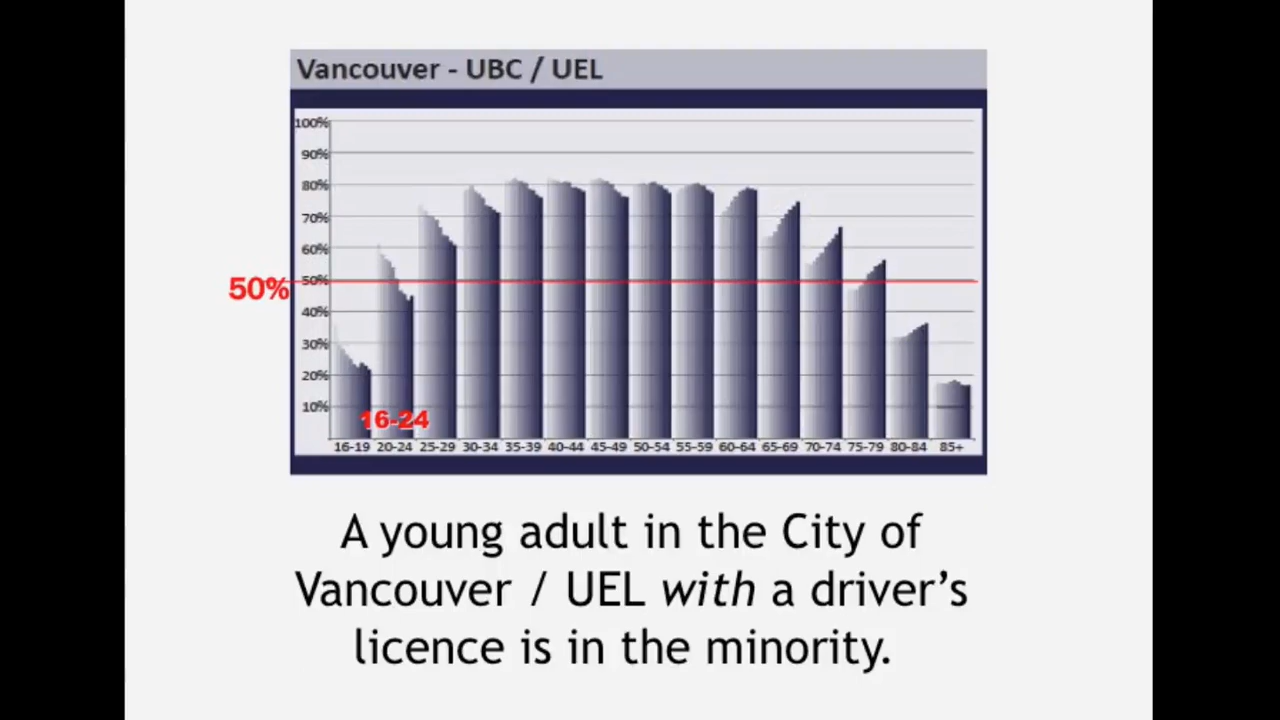 Vancouver - UBC / UEL
100%
90%
80%
70%
60%
50%
50%
40%
30%
20%
10%
16-24
16-19 20-24 25-29 30-34 35-39 40-44 45-49 50-54 55-59 60-64 65-69 70-74 75-79 80-84 85+
A young adult in the City of
Vancouver / UEL with a driver’s
licence is in the minority.